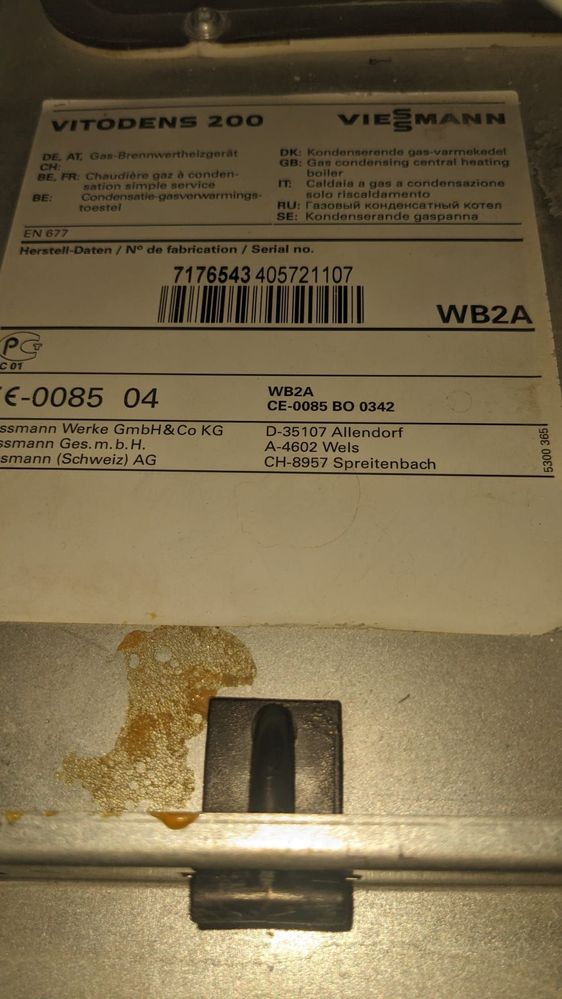 VITODENS 200
VIESSMANN
DE, AT, Gas-Brennwertheizgerät
CH:
BE, FR: Chaudière gaz à conden-
sation simple service
BE: Condensatie-gasverwarmings-
toestel
DK: Kondenserende gas-varmekedel
GB: Gas condensing central heating
boiler
IT: Caldaia a gas a condensazione
solo riscaldamento
RU: Газовый конденсатный котел
SE: Kondenserande gaspanna
EN 677
Herstell-Daten / Nº de fabrication / Serial no.
7176543 405721107
WB2A
C 01
CE-0085 04
WB2A
CE-0085 BO 0342
ssmann Werke GmbH&Co KG D-35107 Allendorf
ssmann Ges.m.b.H. A-4602 Wels
smann (Schweiz) AG CH-8957 Spreitenbach
5300 365